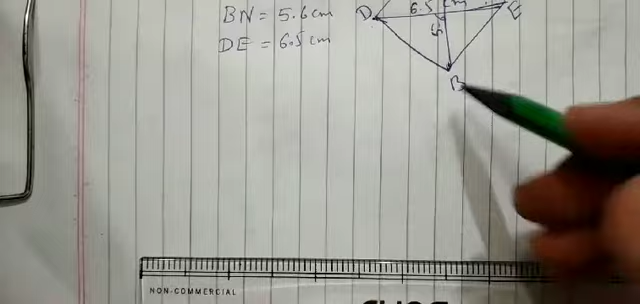 BN = 5.6 cm
DE = 6.5 cm
D 6.5 cm E
B
NON-COMMERCIAL